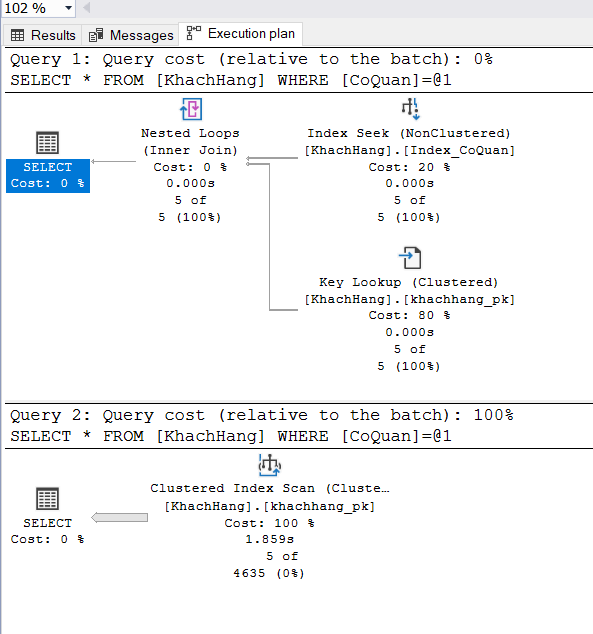 102 %
Results Messages Execution plan
Query 1: Query cost (relative to the batch): 0%
SELECT * FROM [KhachHang] WHERE [CoQuan]=@1
SELECT
Cost: 0 %
Nested Loops
(Inner Join)
Cost: 0 %
0.000s
5 of
5 (100%)
Index Seek (NonClustered)
[KhachHang].[Index_CoQuan]
Cost: 20 %
0.000s
5 of
5 (100%)
Key Lookup (Clustered)
[KhachHang].[khachhang_pk]
Cost: 80 %
0.000s
5 of
5 (100%)
Query 2: Query cost (relative to the batch): 100%
SELECT * FROM [KhachHang] WHERE [CoQuan]=@1
SELECT
Cost: 0 %
Clustered Index Scan (Cluste…
[KhachHang].[khachhang_pk]
Cost: 100 %
1.859s
5 of
4635 (0%)